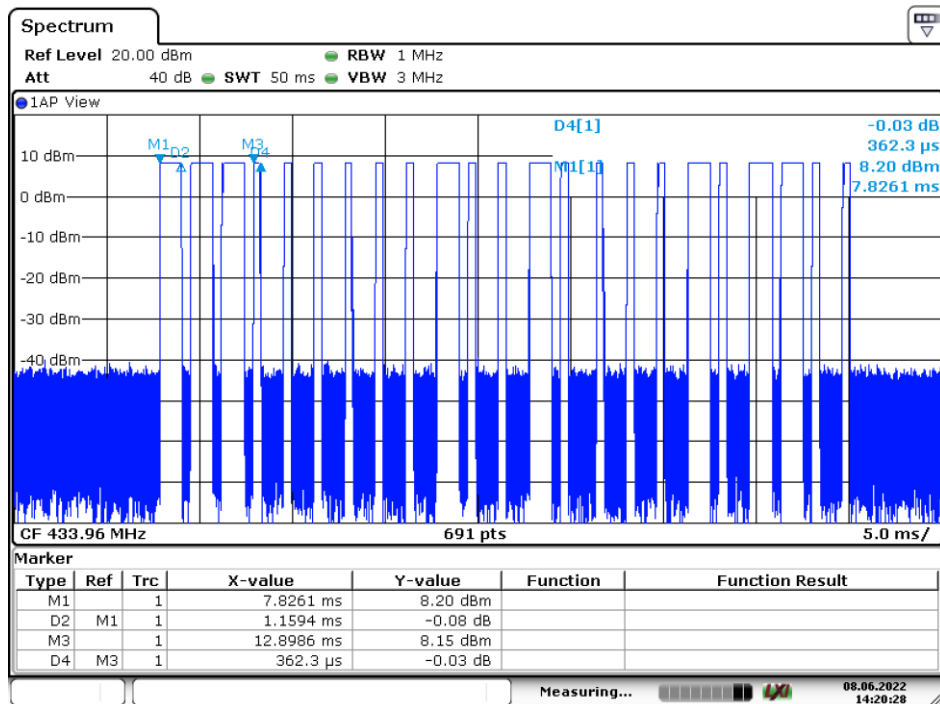 Spectrum
Ref Level 20.00 dBm RBW 1 MHz
Att 40 dB SWT 50 ms VBW 3 MHz
1AP View
D4[1] -0.03 dB
362.3 µs
M1[1] 8.20 dBm
7.8261 ms
M1 D2 M3 D4
10 dBm
0 dBm
-10 dBm
-20 dBm
-30 dBm
-40 dBm
CF 433.96 MHz 691 pts 5.0 ms/
Marker
Type Ref Trc X-value Y-value Function Function Result
M1 1 7.8261 ms 8.20 dBm
D2 M1 1 1.1594 ms -0.08 dB
M3 1 12.8986 ms 8.15 dBm
D4 M3 1 362.3 µs -0.03 dB
Measuring... LXI 08.06.2022
14:20:28